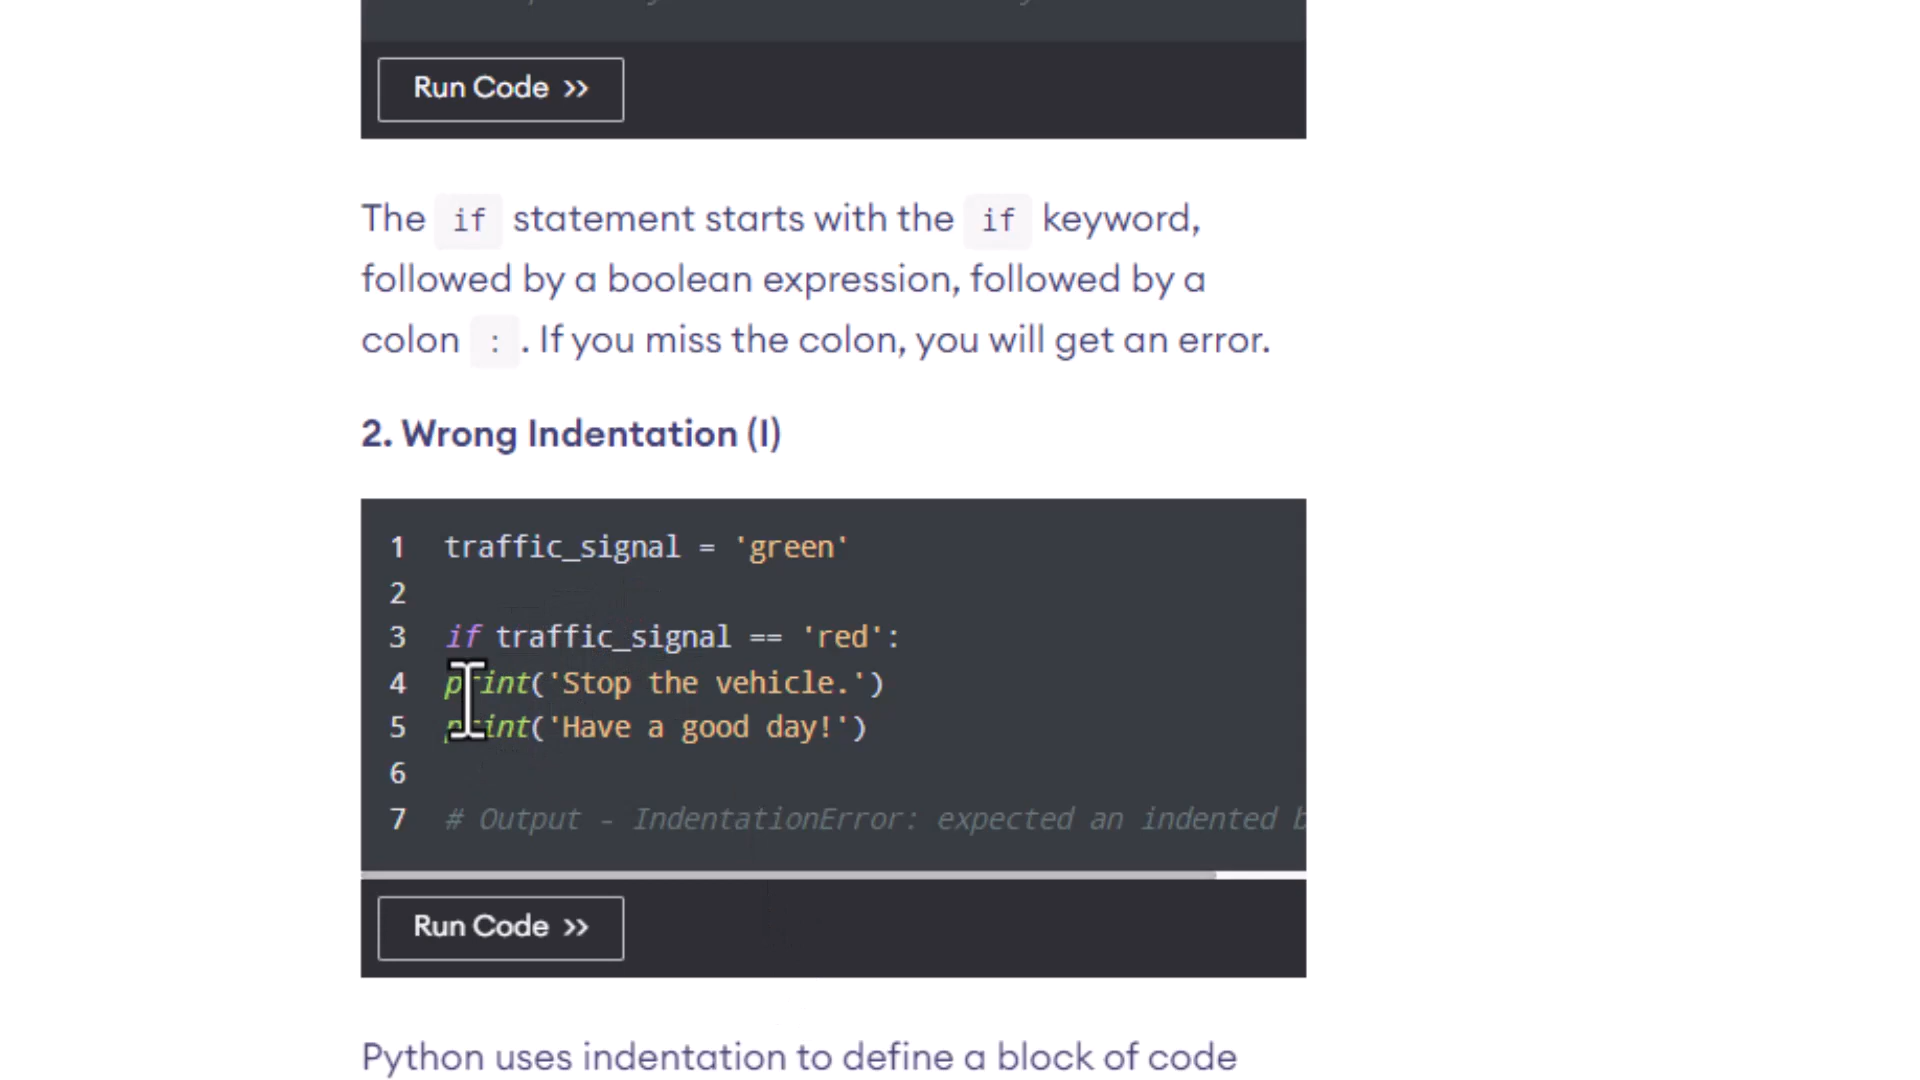 Run Code >>
The if statement starts with the if keyword,
followed by a boolean expression, followed by a
colon : . If you miss the colon, you will get an error.
2. Wrong Indentation (I)
1 traffic_signal = 'green'
2
3 if traffic_signal == 'red':
4 print('Stop the vehicle.')
5 print('Have a good day!')
6
7 # Output - IndentationError: expected an indented
Run Code >>
Python uses indentation to define a block of code